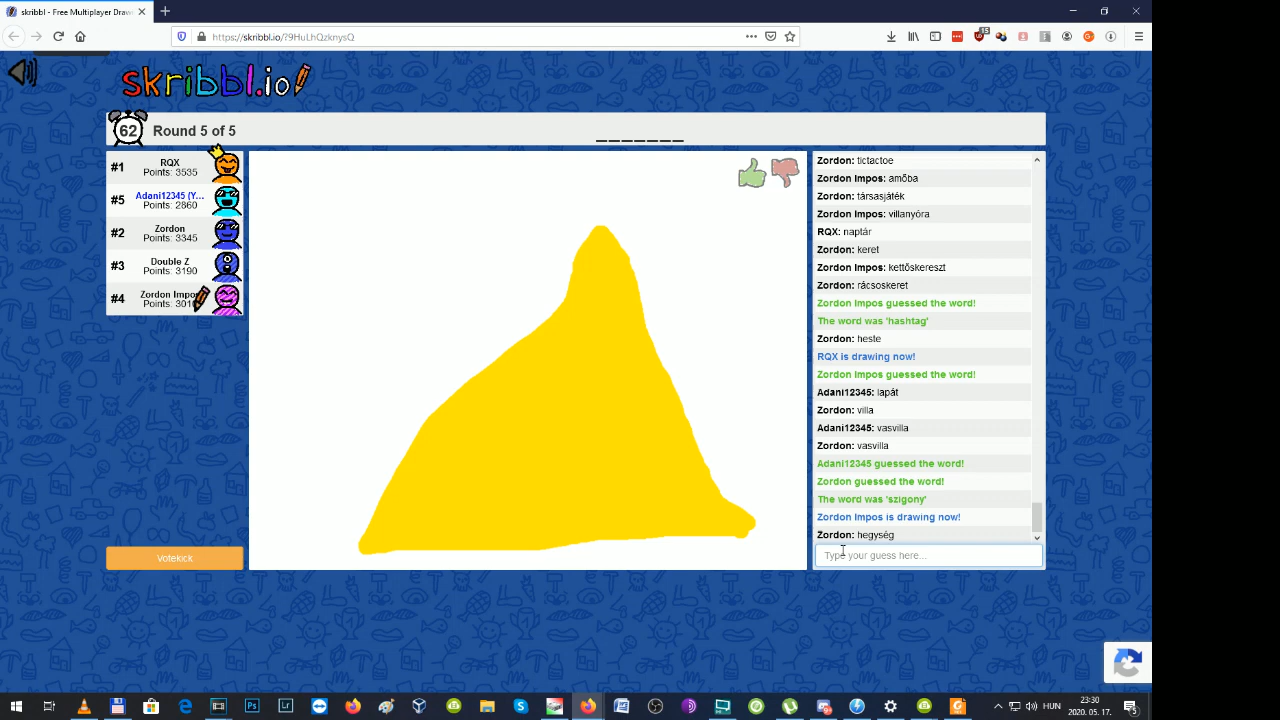 skribbl - Free Multiplayer Draw
https://skribbl.io/?9HuLhQzknysQ
15
skribbl.io
62
Round 5 of 5
_ _ _ _ _ _ _
#1
RQX
Points: 3535
#5
Adani12345 (Y...
Points: 2860
#2
Zordon
Points: 3345
#3
Double Z
Points: 3190
#4
Zordon Impo
Points: 301
Votekick
Zordon: tictactoe
Zordon Impos: amőba
Zordon: társasjáték
Zordon Impos: villanyóra
RQX: naptár
Zordon: keret
Zordon Impos: kettőskereszt
Zordon: rácsoskeret
Zordon Impos guessed the word!
The word was 'hashtag'
Zordon: heste
RQX is drawing now!
Zordon Impos guessed the word!
Adani12345: lapát
Zordon: villa
Adani12345: vasvilla
Zordon: vasvilla
Adani12345 guessed the word!
Zordon guessed the word!
The word was 'szigony'
Zordon Impos is drawing now!
Zordon: hegység
Type your guess here...
HUN
23:30
2020. 05. 17.